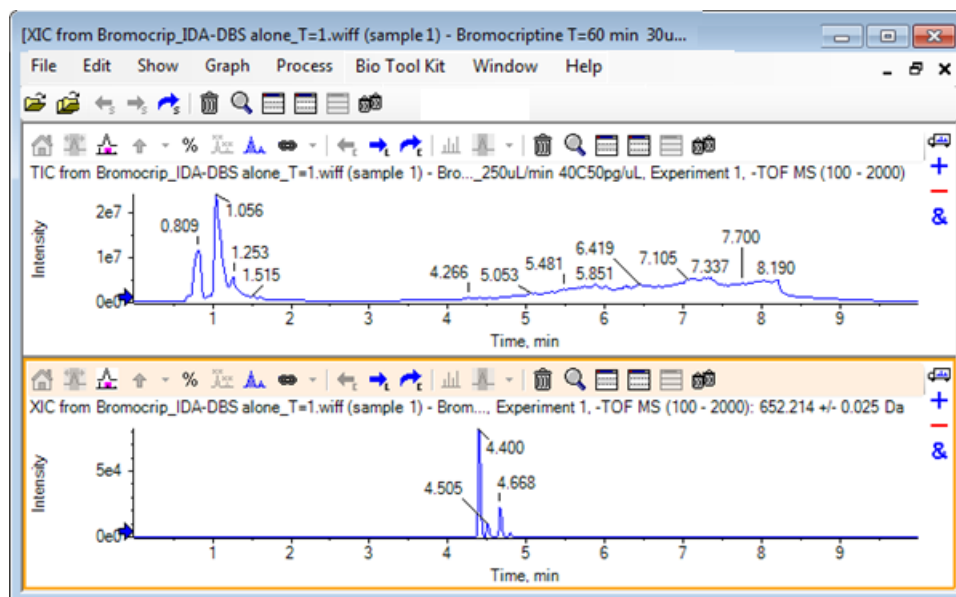 [XIC from Bromocrip_IDA-DBS alone_T=1.wiff (sample 1) - Bromocriptine T=60 min 30u...
File Edit Show Graph Process Bio Tool Kit Window Help
TIC from Bromocrip_IDA-DBS alone_T=1.wiff (sample 1) - Bro..._250uL/min 40C50pg/uL, Experiment 1, -TOF MS (100 - 2000)
Intensity
2e7
1e7
0e0
0.809
1.056
1.253
1.515
4.266
5.053
5.481
5.851
6.419
7.105
7.337
7.700
8.190
1 2 3 4 5 6 7 8 9
Time, min
XIC from Bromocrip_IDA-DBS alone_T=1.wiff (sample 1) - Brom..., Experiment 1, -TOF MS (100 - 2000): 652.214 +/- 0.025 Da
Intensity
5e4
0e0
4.400
4.505
4.668
1 2 3 4 5 6 7 8 9
Time, min